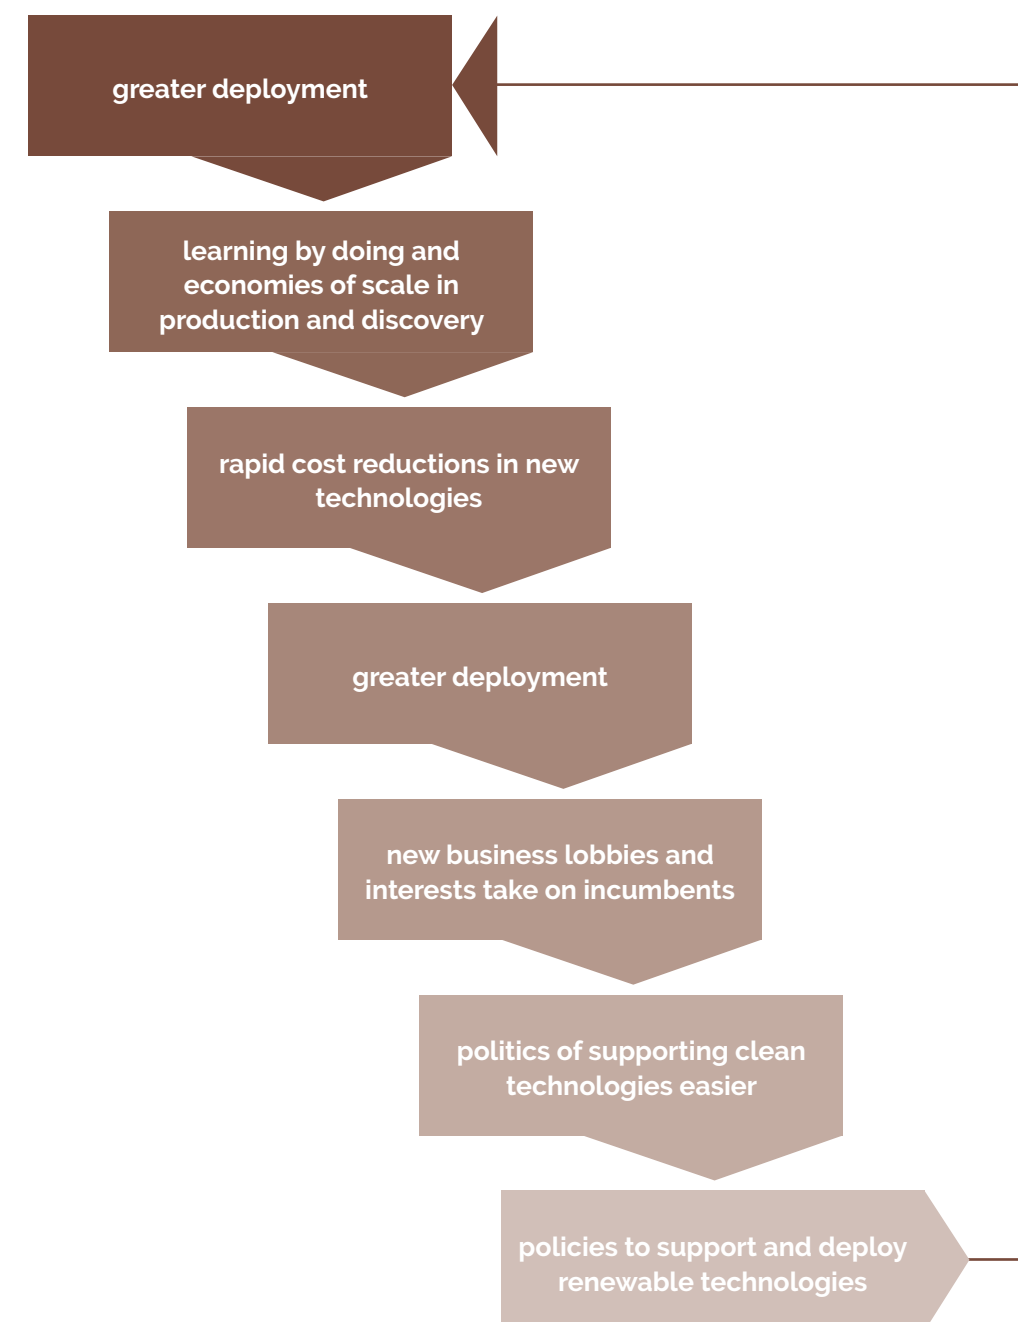 greater deployment
learning by doing and
economies of scale in
production and discovery
rapid cost reductions in new
technologies
greater deployment
new business lobbies and
interests take on incumbents
politics of supporting clean
technologies easier
policies to support and deploy
renewable technologies